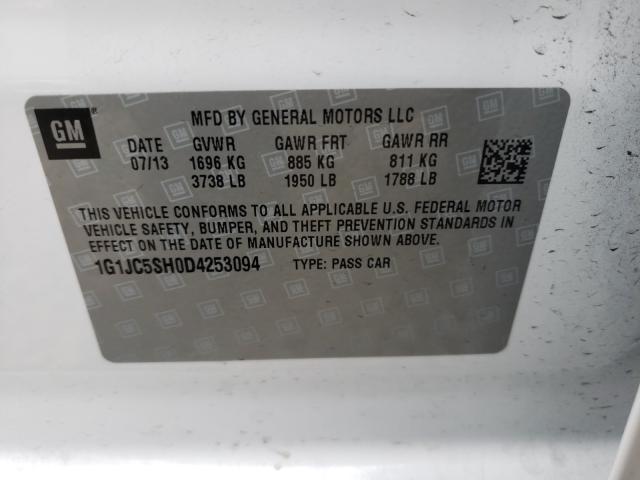 GM
MFD BY GENERAL MOTORS LLC
DATE GVWR GAWR FRT GAWR RR
07/13 1696 KG 885 KG 811 KG
3738 LB 1950 LB 1788 LB
THIS VEHICLE CONFORMS TO ALL APPLICABLE U.S. FEDERAL MOTOR
VEHICLE SAFETY, BUMPER, AND THEFT PREVENTION STANDARDS IN
EFFECT ON THE DATE OF MANUFACTURE SHOWN ABOVE.
1G1JC5SH0D4253094 TYPE: PASS CAR